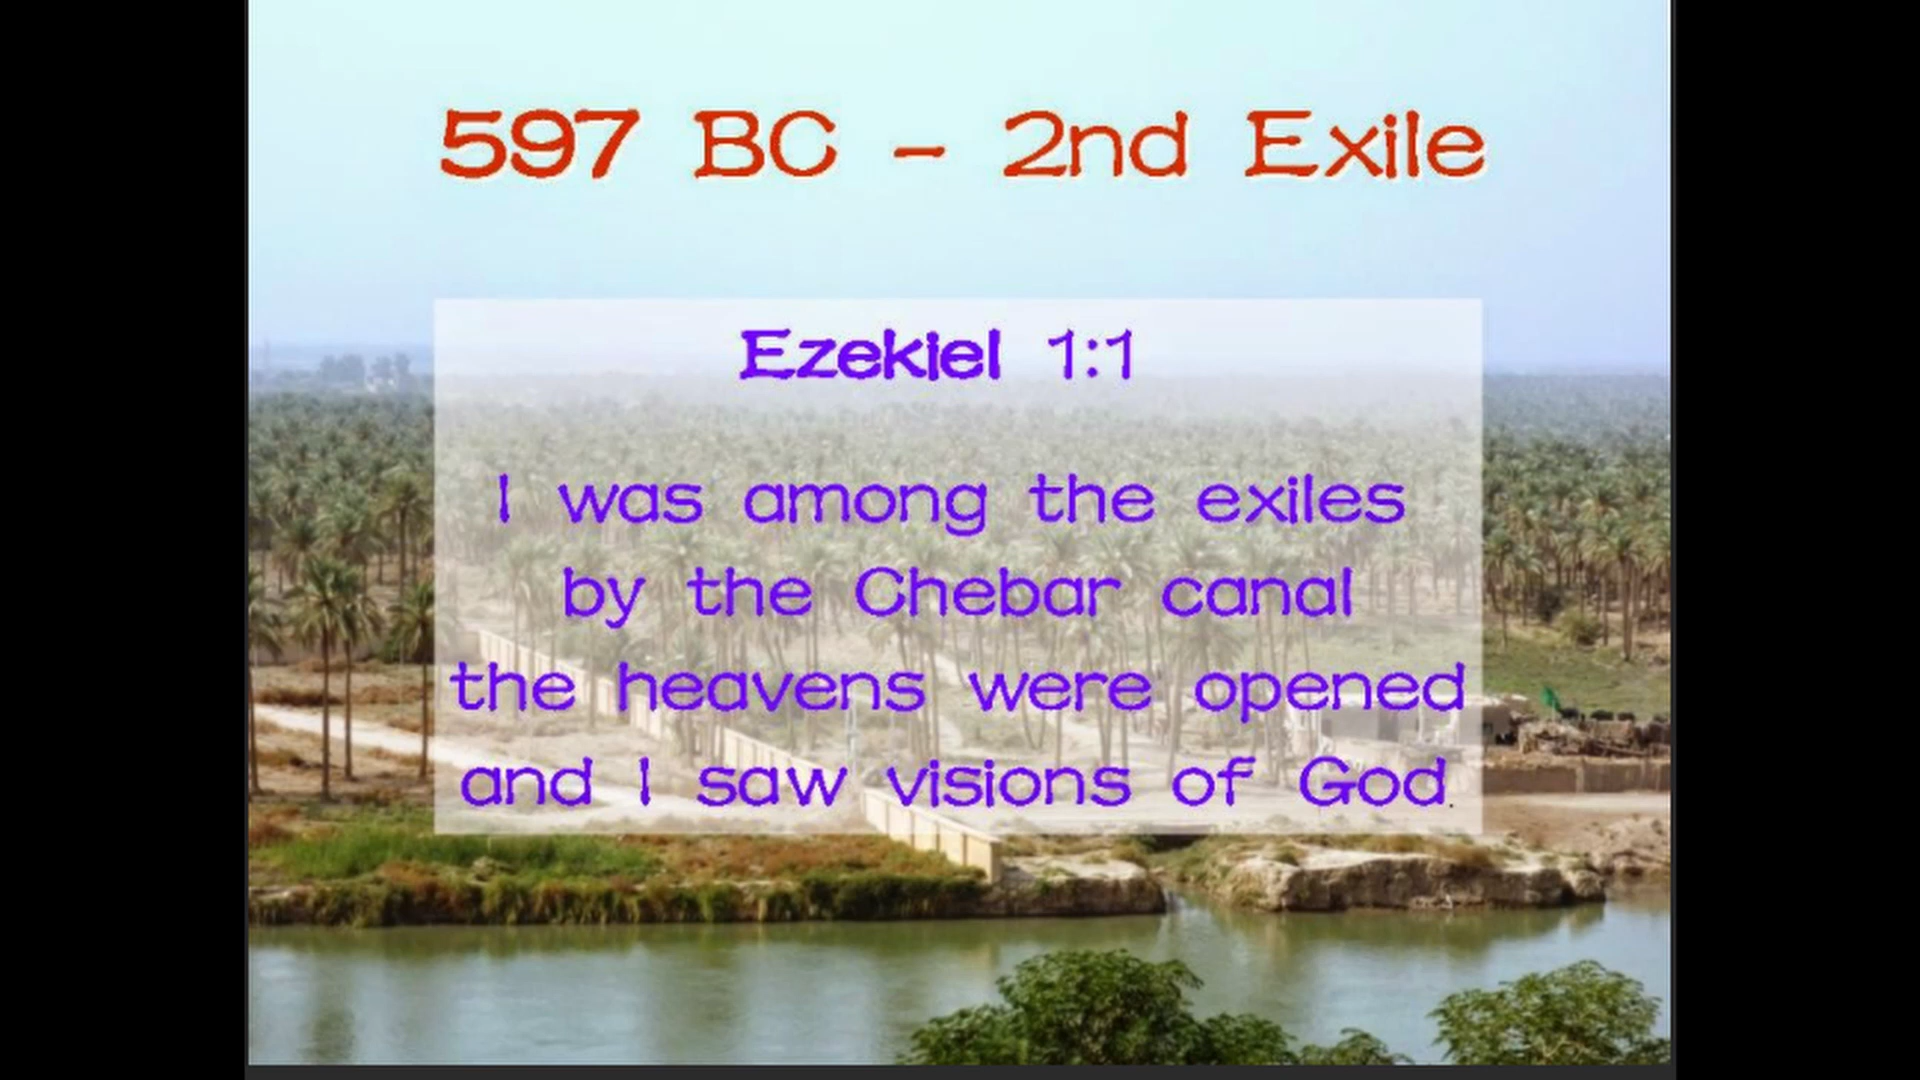 597 BC - 2nd Exile
Ezekiel 1:1
I was among the exiles
by the Chebar canal
the heavens were opened
and I saw visions of God.